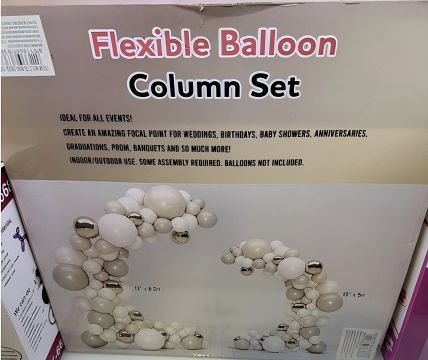 Flexible Balloon
Column Set
IDEAL FOR ALL EVENTS!
CREATE AN AMAZING FOCAL POINT FOR WEDDINGS, BIRTHDAYS, BABY SHOWERS, ANNIVERSARIES,
GRADUATIONS, PROM, BANQUETS AND SO MUCH MORE!
INDOOR/OUTDOOR USE. SOME ASSEMBLY REQUIRED. BALLOONS NOT INCLUDED.